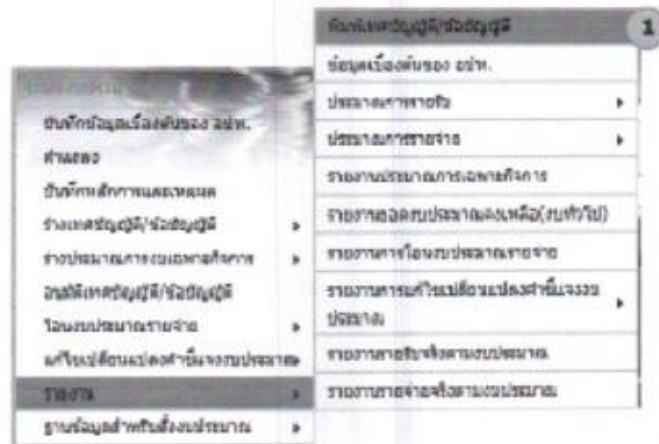 ระบบงบประมาณ
บันทึกข้อมูลเบื้องต้นของ อปท.
คำแถลง
บันทึกหลักการและเหตุผล
ร่างเทศบัญญัติ/ข้อบัญญัติ
ร่างประมาณการงบเฉพาะกิจการ
อนุมัติเทศบัญญัติ/ข้อบัญญัติ
โอนงบประมาณรายจ่าย
แก้ไขเปลี่ยนแปลงคำชี้แจงงบประมาณ
รายงาน
ฐานข้อมูลสำหรับตั้งงบประมาณ
พิมพ์เทศบัญญัติ/ข้อบัญญัติ 1
ข้อมูลเบื้องต้นของ อปท.
ประมาณการรายรับ
ประมาณการรายจ่าย
รายงานประมาณการเฉพาะกิจการ
รายงานยอดงบประมาณคงเหลือ(งบทั่วไป)
รายงานการโอนงบประมาณรายจ่าย
รายงานการแก้ไขเปลี่ยนแปลงคำชี้แจงงบ
ประมาณ
รายงานรายรับจริงตามงบประมาณ
รายงานรายจ่ายจริงตามงบประมาณ